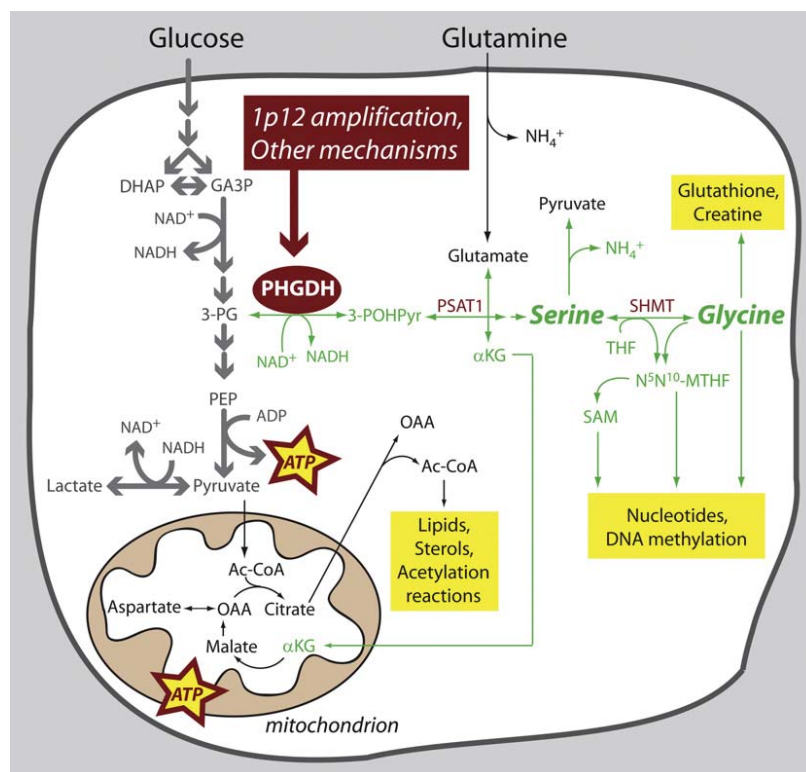 Glucose
Glutamine
1p12 amplification,
Other mechanisms
NH₄⁺
DHAP
GA3P
NAD⁺
NADH
Pyruvate
Glutathione,
Creatine
NH₄⁺
Glutamate
PHGDH
3-PG
3-POHPyr
PSAT1
Serine
SHMT
Glycine
NAD⁺
NADH
αKG
THF
N⁵N¹⁰-MTHF
SAM
PEP
ADP
NAD⁺
NADH
ATP
Lactate
Pyruvate
OAA
Ac-CoA
Lipids,
Sterols,
Acetylation
reactions
Nucleotides,
DNA methylation
Ac-CoA
Aspartate
OAA
Citrate
Malate
αKG
ATP
mitochondrion